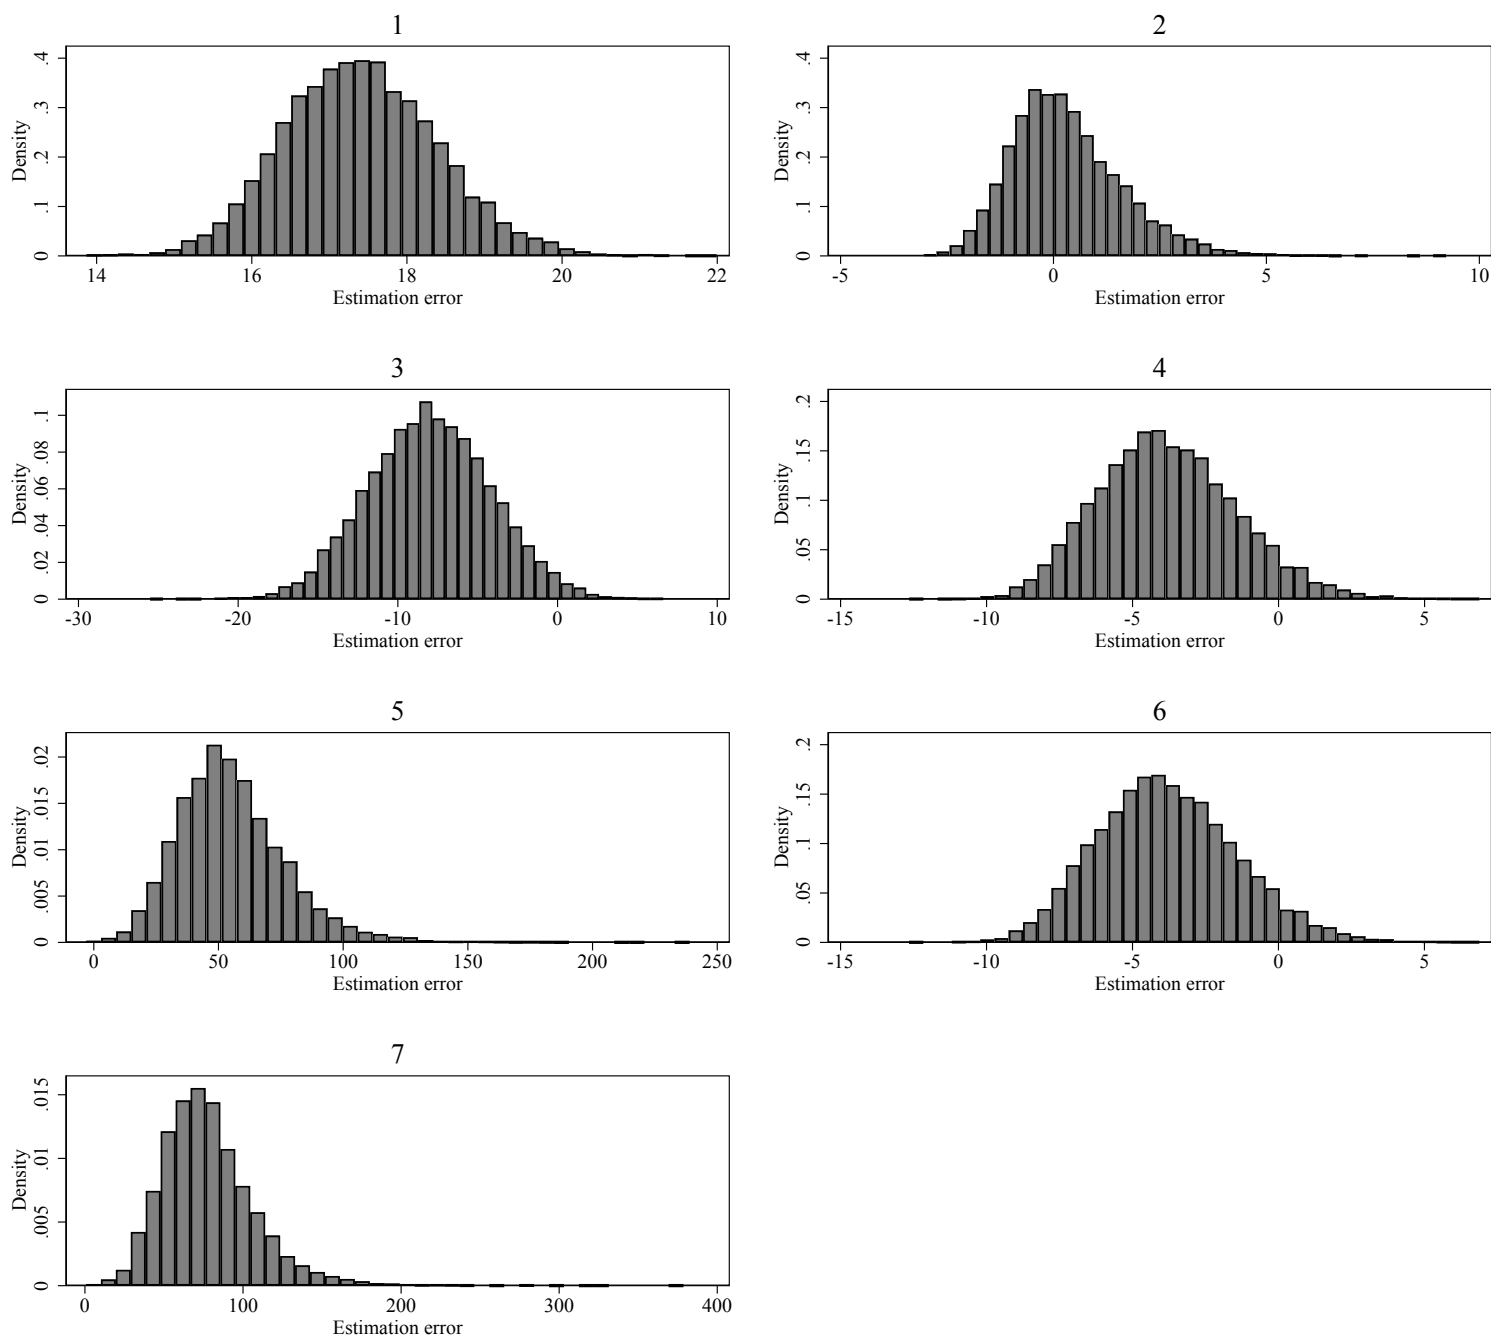 1
Density
0 .1 .2 .3 .4
14 16 18 20 22
Estimation error
2
Density
0 .1 .2 .3 .4
-5 0 5 10
Estimation error
3
Density
0 .02 .04 .06 .08 .1
-30 -20 -10 0 10
Estimation error
4
Density
0 .05 .1 .15 .2
-15 -10 -5 0 5
Estimation error
5
Density
0 .005 .01 .015 .02
0 50 100 150 200 250
Estimation error
6
Density
0 .05 .1 .15 .2
-15 -10 -5 0 5
Estimation error
7
Density
0 .005 .01 .015
0 100 200 300 400
Estimation error